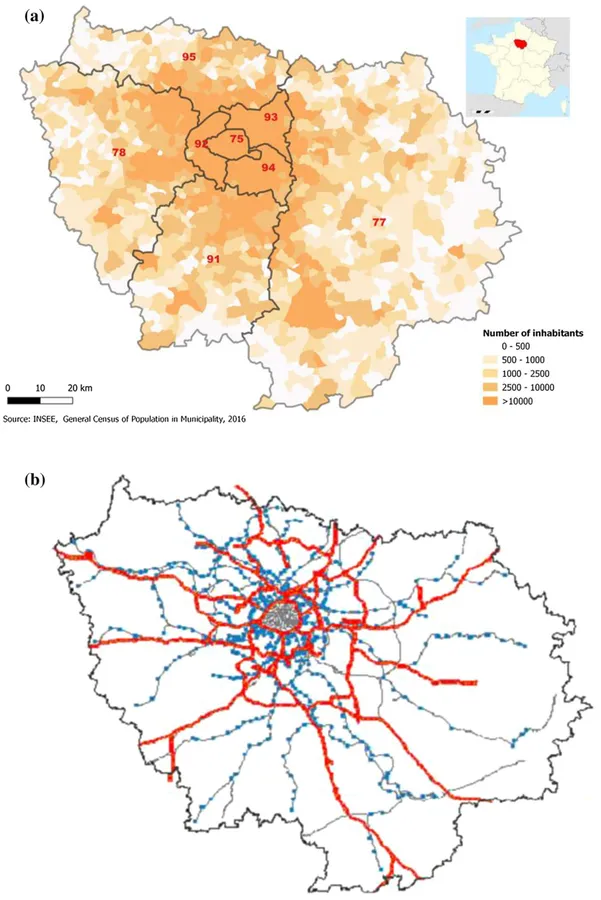 (a)
95
93
75
92
78
94
77
91
Number of inhabitants
0 - 500
500 - 1000
1000 - 2500
2500 - 10000
>10000
0 10 20 km
Source: INSEE, General Census of Population in Municipality, 2016
(b)